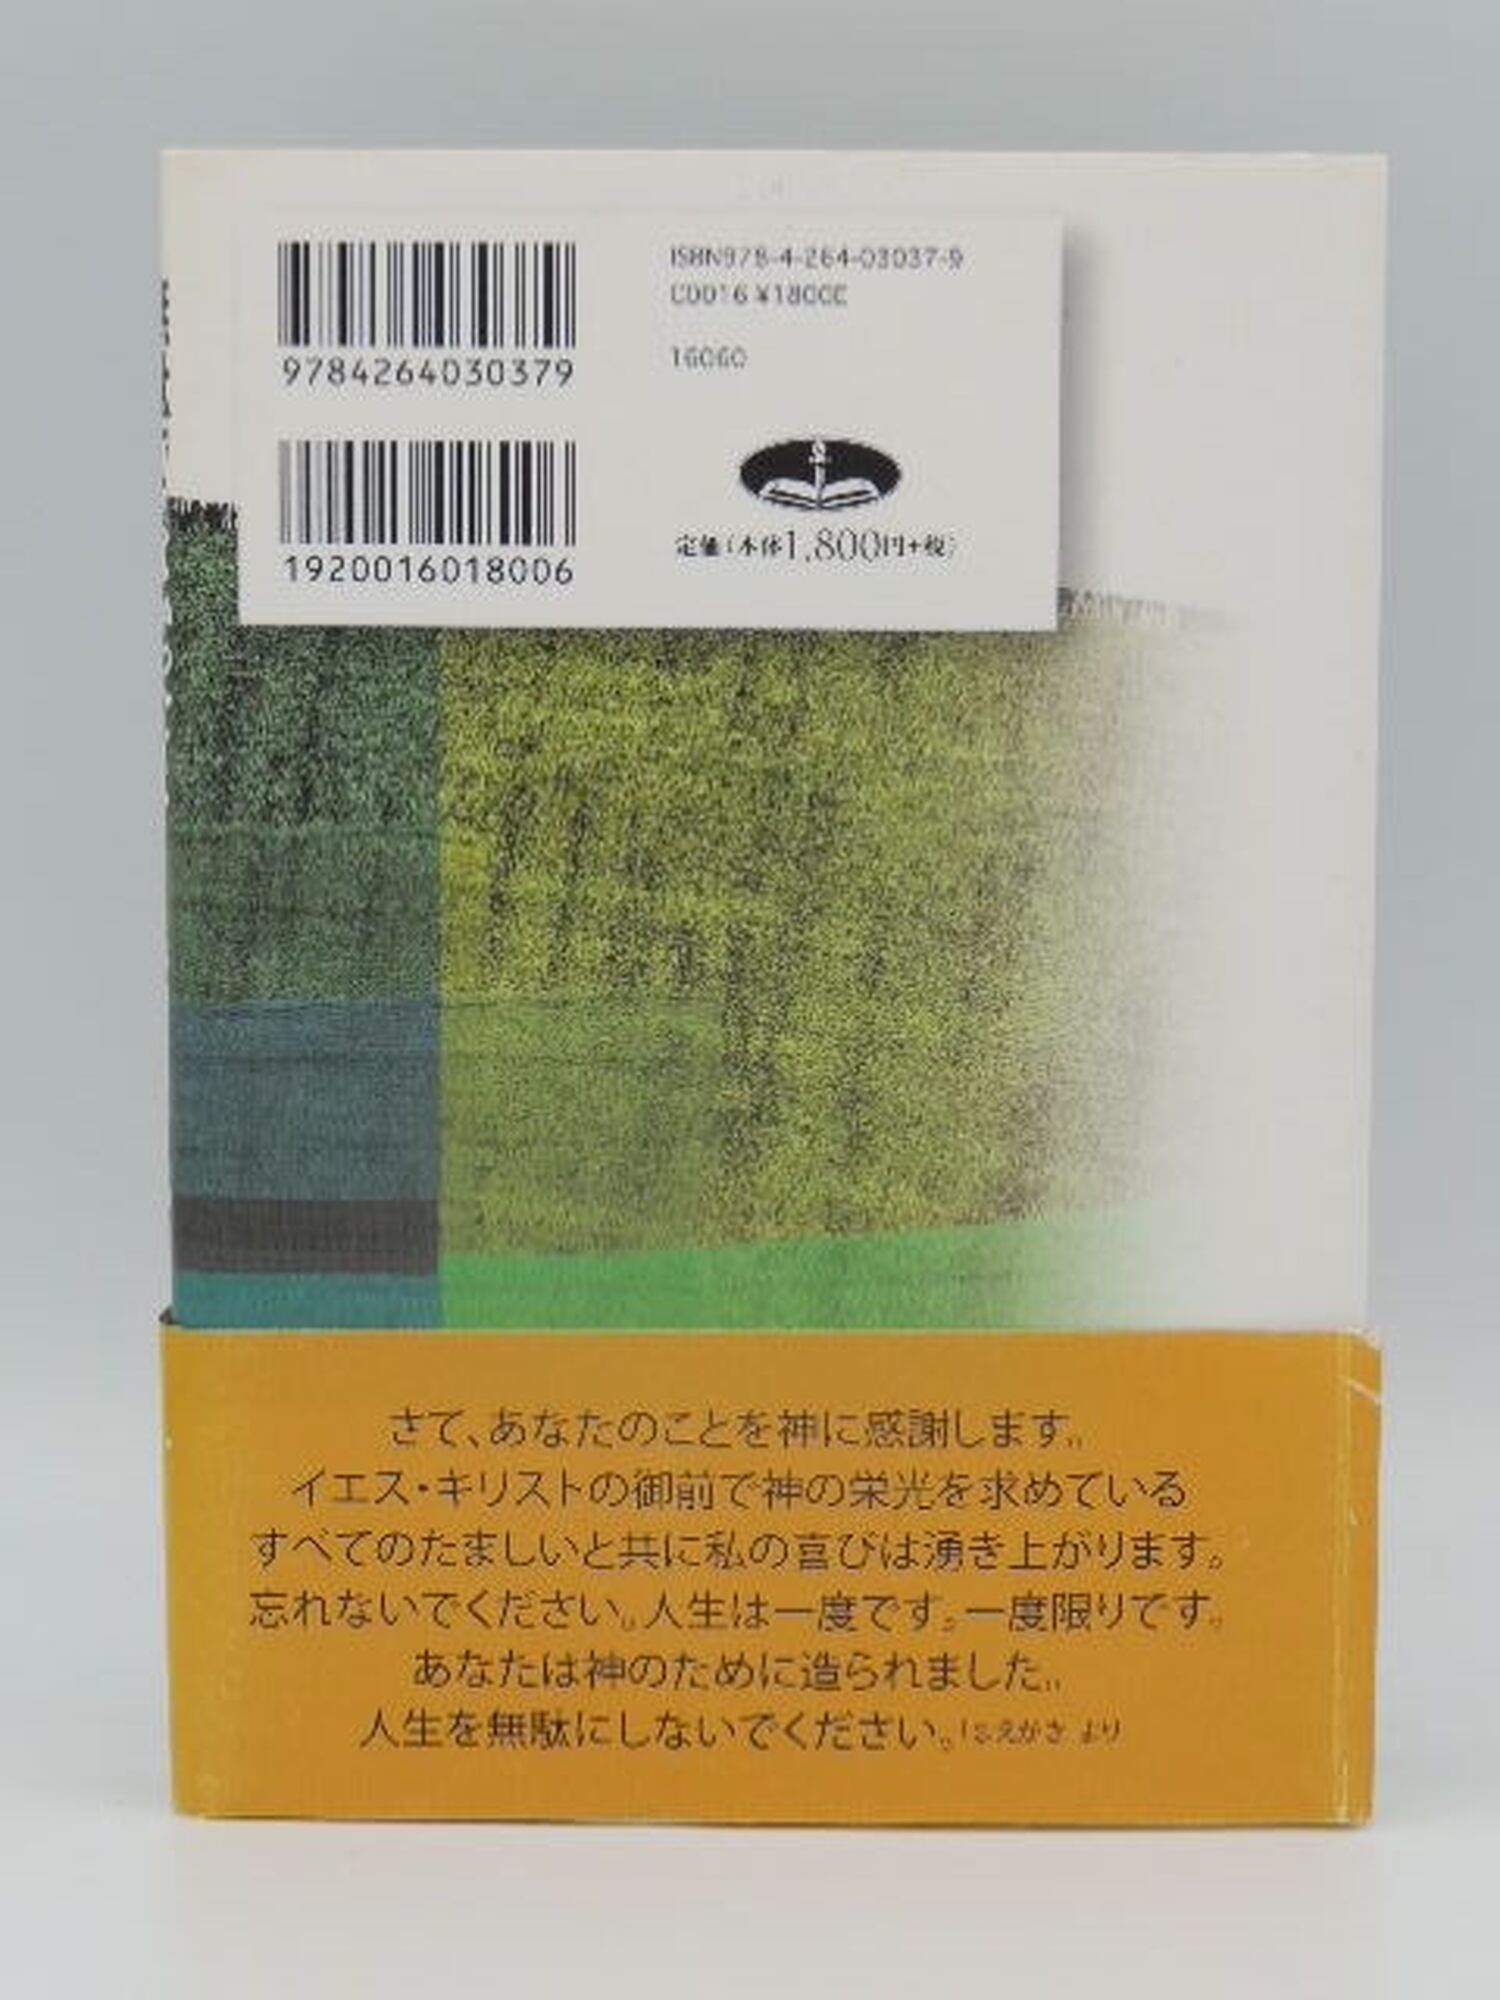 9784264030379
ISBN978-4-264-03037-9
C0016 ¥1800E
16060
1920016018006
定価(本体1,800円+税)
さて、あなたのことを神に感謝します。
イエス・キリストの御前で神の栄光を求めている
すべてのたましいと共に私の喜びは湧き上がります。
忘れないでください。人生は一度です。一度限りです。
あなたは神のために造られました。
人生を無駄にしないでください。「まえがき」より